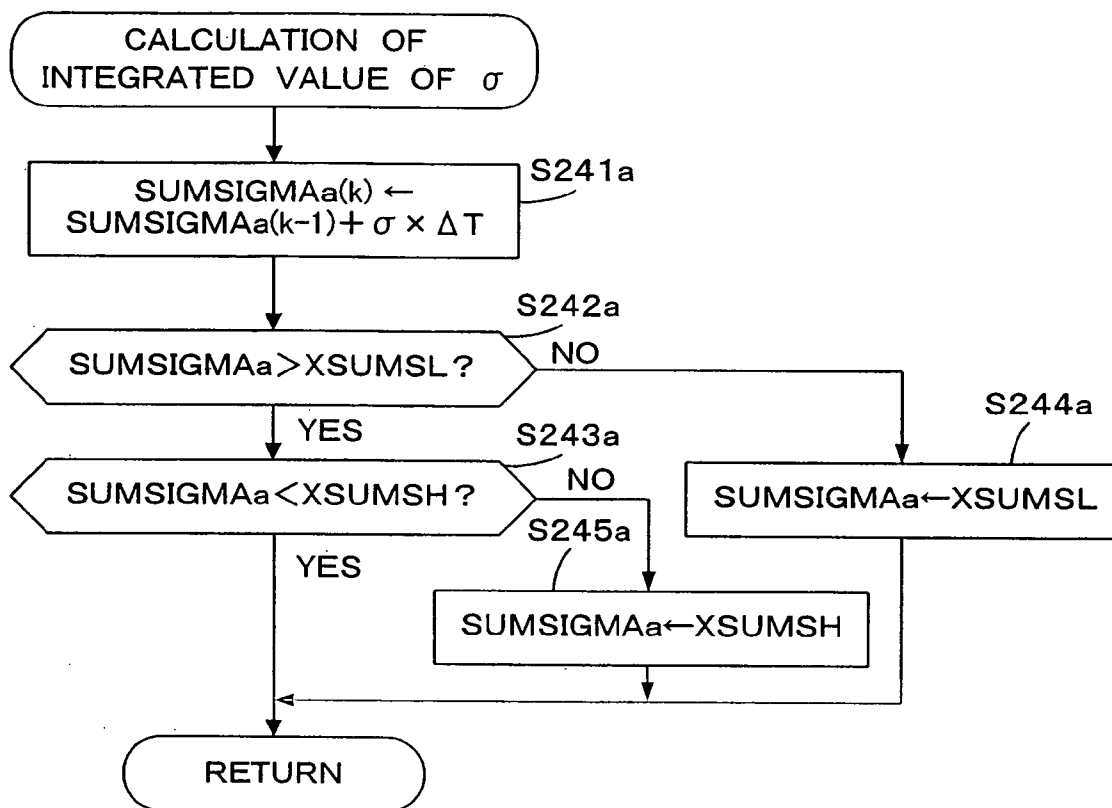 CALCULATION OF
INTEGRATED VALUE OF σ
S241a
SUMSIGMAa(k) ←
SUMSIGMAa(k-1)+ σ × ΔT
S242a
SUMSIGMAa>XSUMSL?
NO
YES
S244a
SUMSIGMAa←XSUMSL
S243a
SUMSIGMAa<XSUMSH?
NO
YES
S245a
SUMSIGMAa←XSUMSH
RETURN